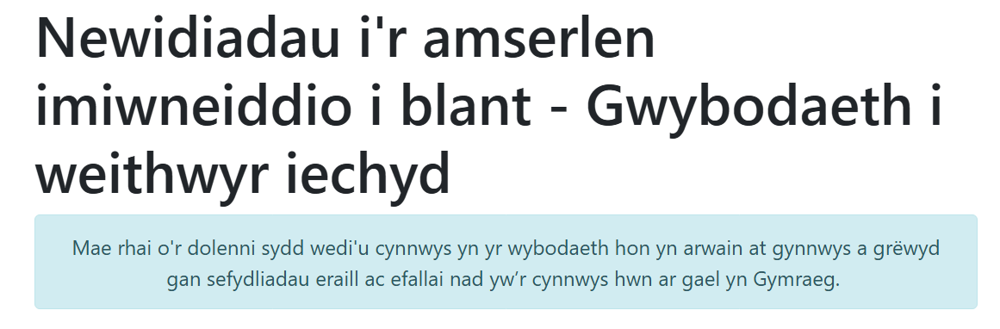 Newidiadau i'r amserlen
imiwneiddio i blant - Gwybodaeth i
weithwyr iechyd
Mae rhai o'r dolenni sydd wedi'u cynnwys yn yr wybodaeth hon yn arwain at gynnwys a grëwyd
gan sefydliadau eraill ac efallai nad yw’r cynnwys hwn ar gael yn Gymraeg.